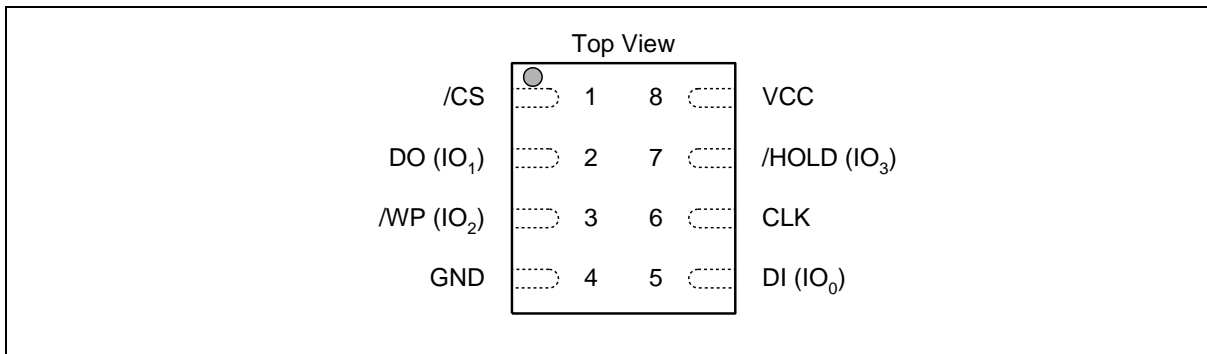 Top View
/CS 1 8 VCC
DO (IO₁) 2 7 /HOLD (IO₃)
/WP (IO₂) 3 6 CLK
GND 4 5 DI (IO₀)